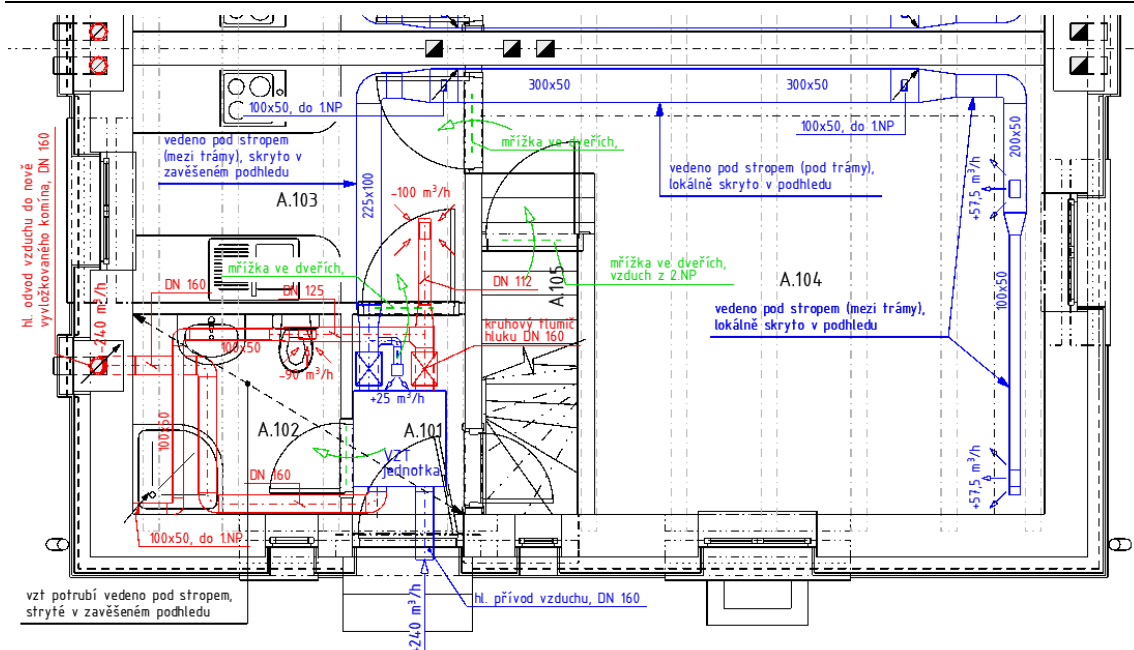 300x50
300x50
100x50, do 1.NP
100x50, do 1.NP
vedeno pod stropem
(mezi trámy), skryto v
zavěšeném podhledu
mřížka ve dveřích,
vedeno pod stropem (pod trámy),
lokálně skryto v podhledu
200x50
+57,5 m³/h
hl. odvod vzduchu do nově
vyvložkovaného komína, DN 160
A.103
225x100
-100 m³/h
mřížka ve dveřích,
DN 160
DN 125
DN 112
A.105
mřížka ve dveřích,
vzduch z 2.NP
A.104
100x50
vedeno pod stropem (mezi trámy),
lokálně skryto v podhledu
-240 m³/h
100x50
-90 m³/h
kruhový tlumič
hluku DN 160
+25 m³/h
100x50
A.102
A.101
VZT
jednotka
DN 160
+57,5 m³/h
100x50, do 1.NP
vzt potrubí vedeno pod stropem,
stryté v zavěšeném podhledu
hl. přívod vzduchu, DN 160
+240 m³/h